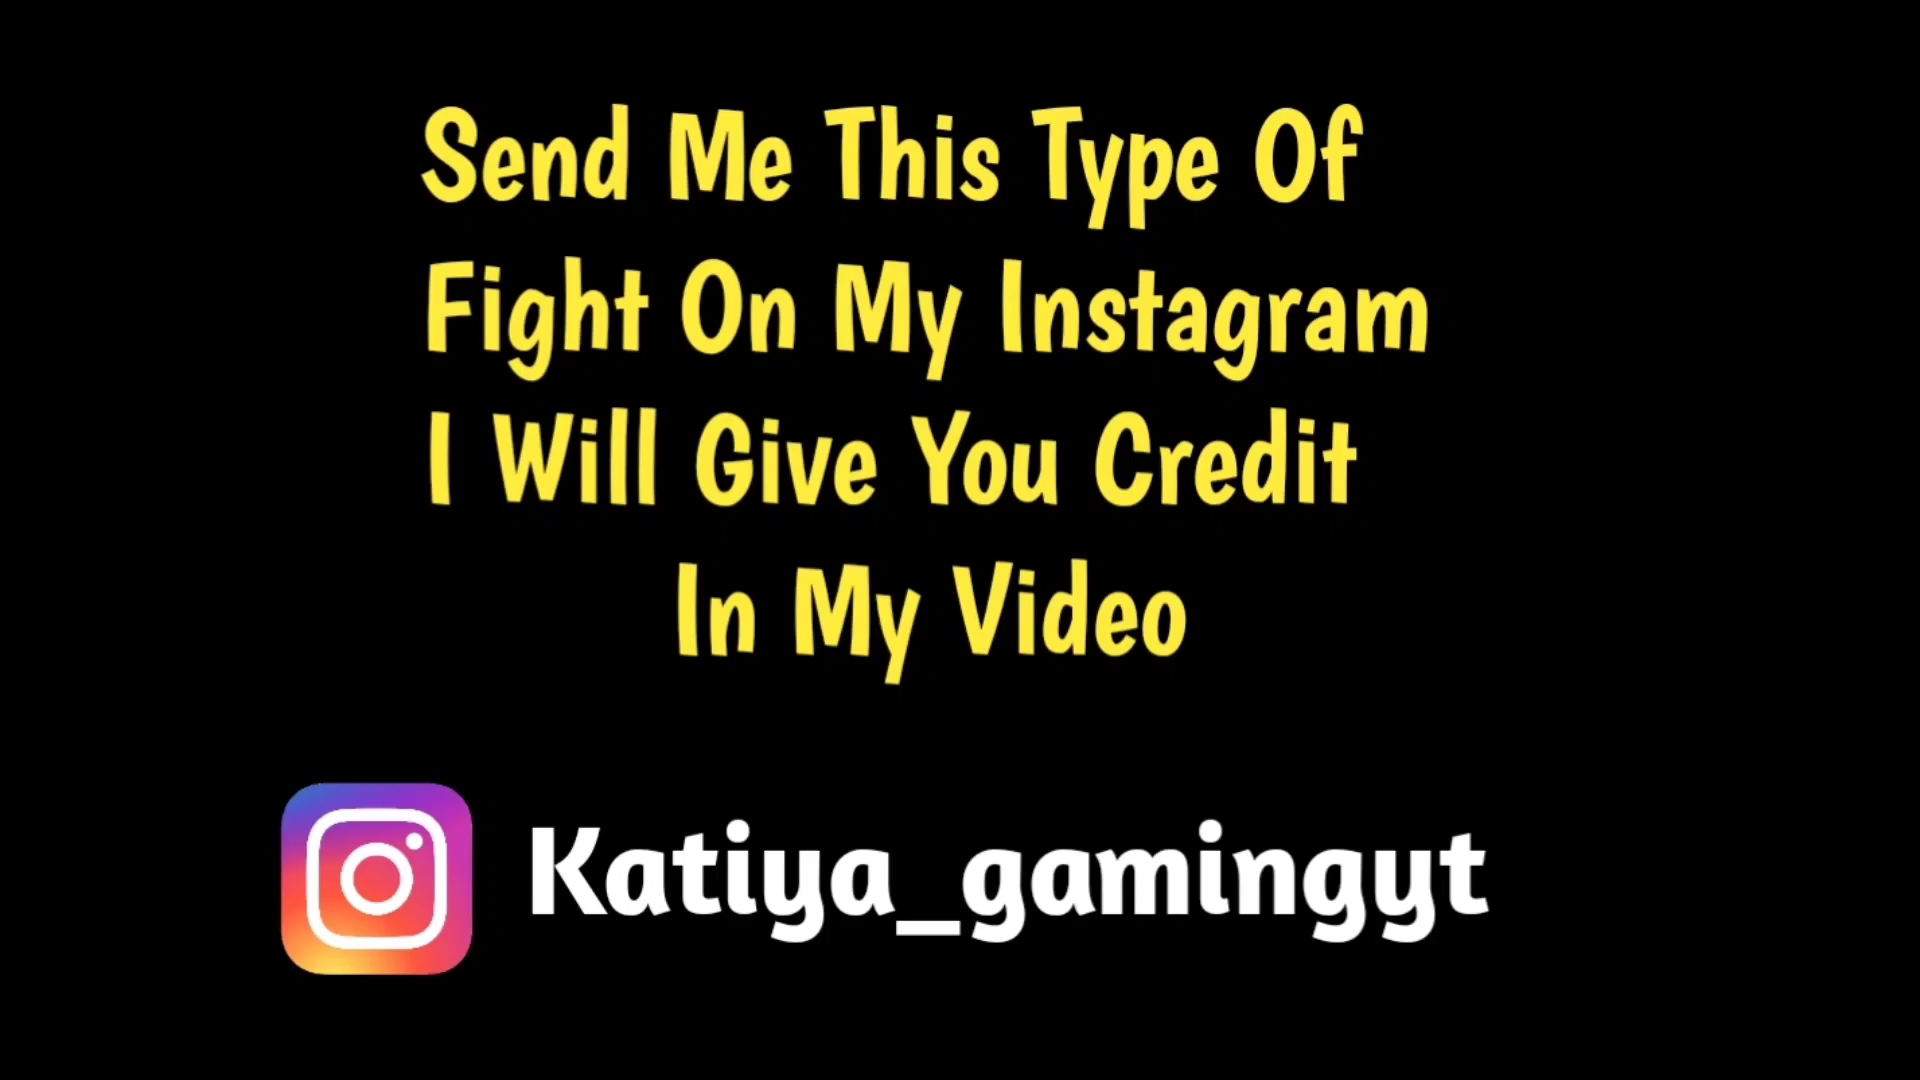 Send Me This Type Of
Fight On My Instagram
I Will Give You Credit
In My Video
Katiya_gamingyt